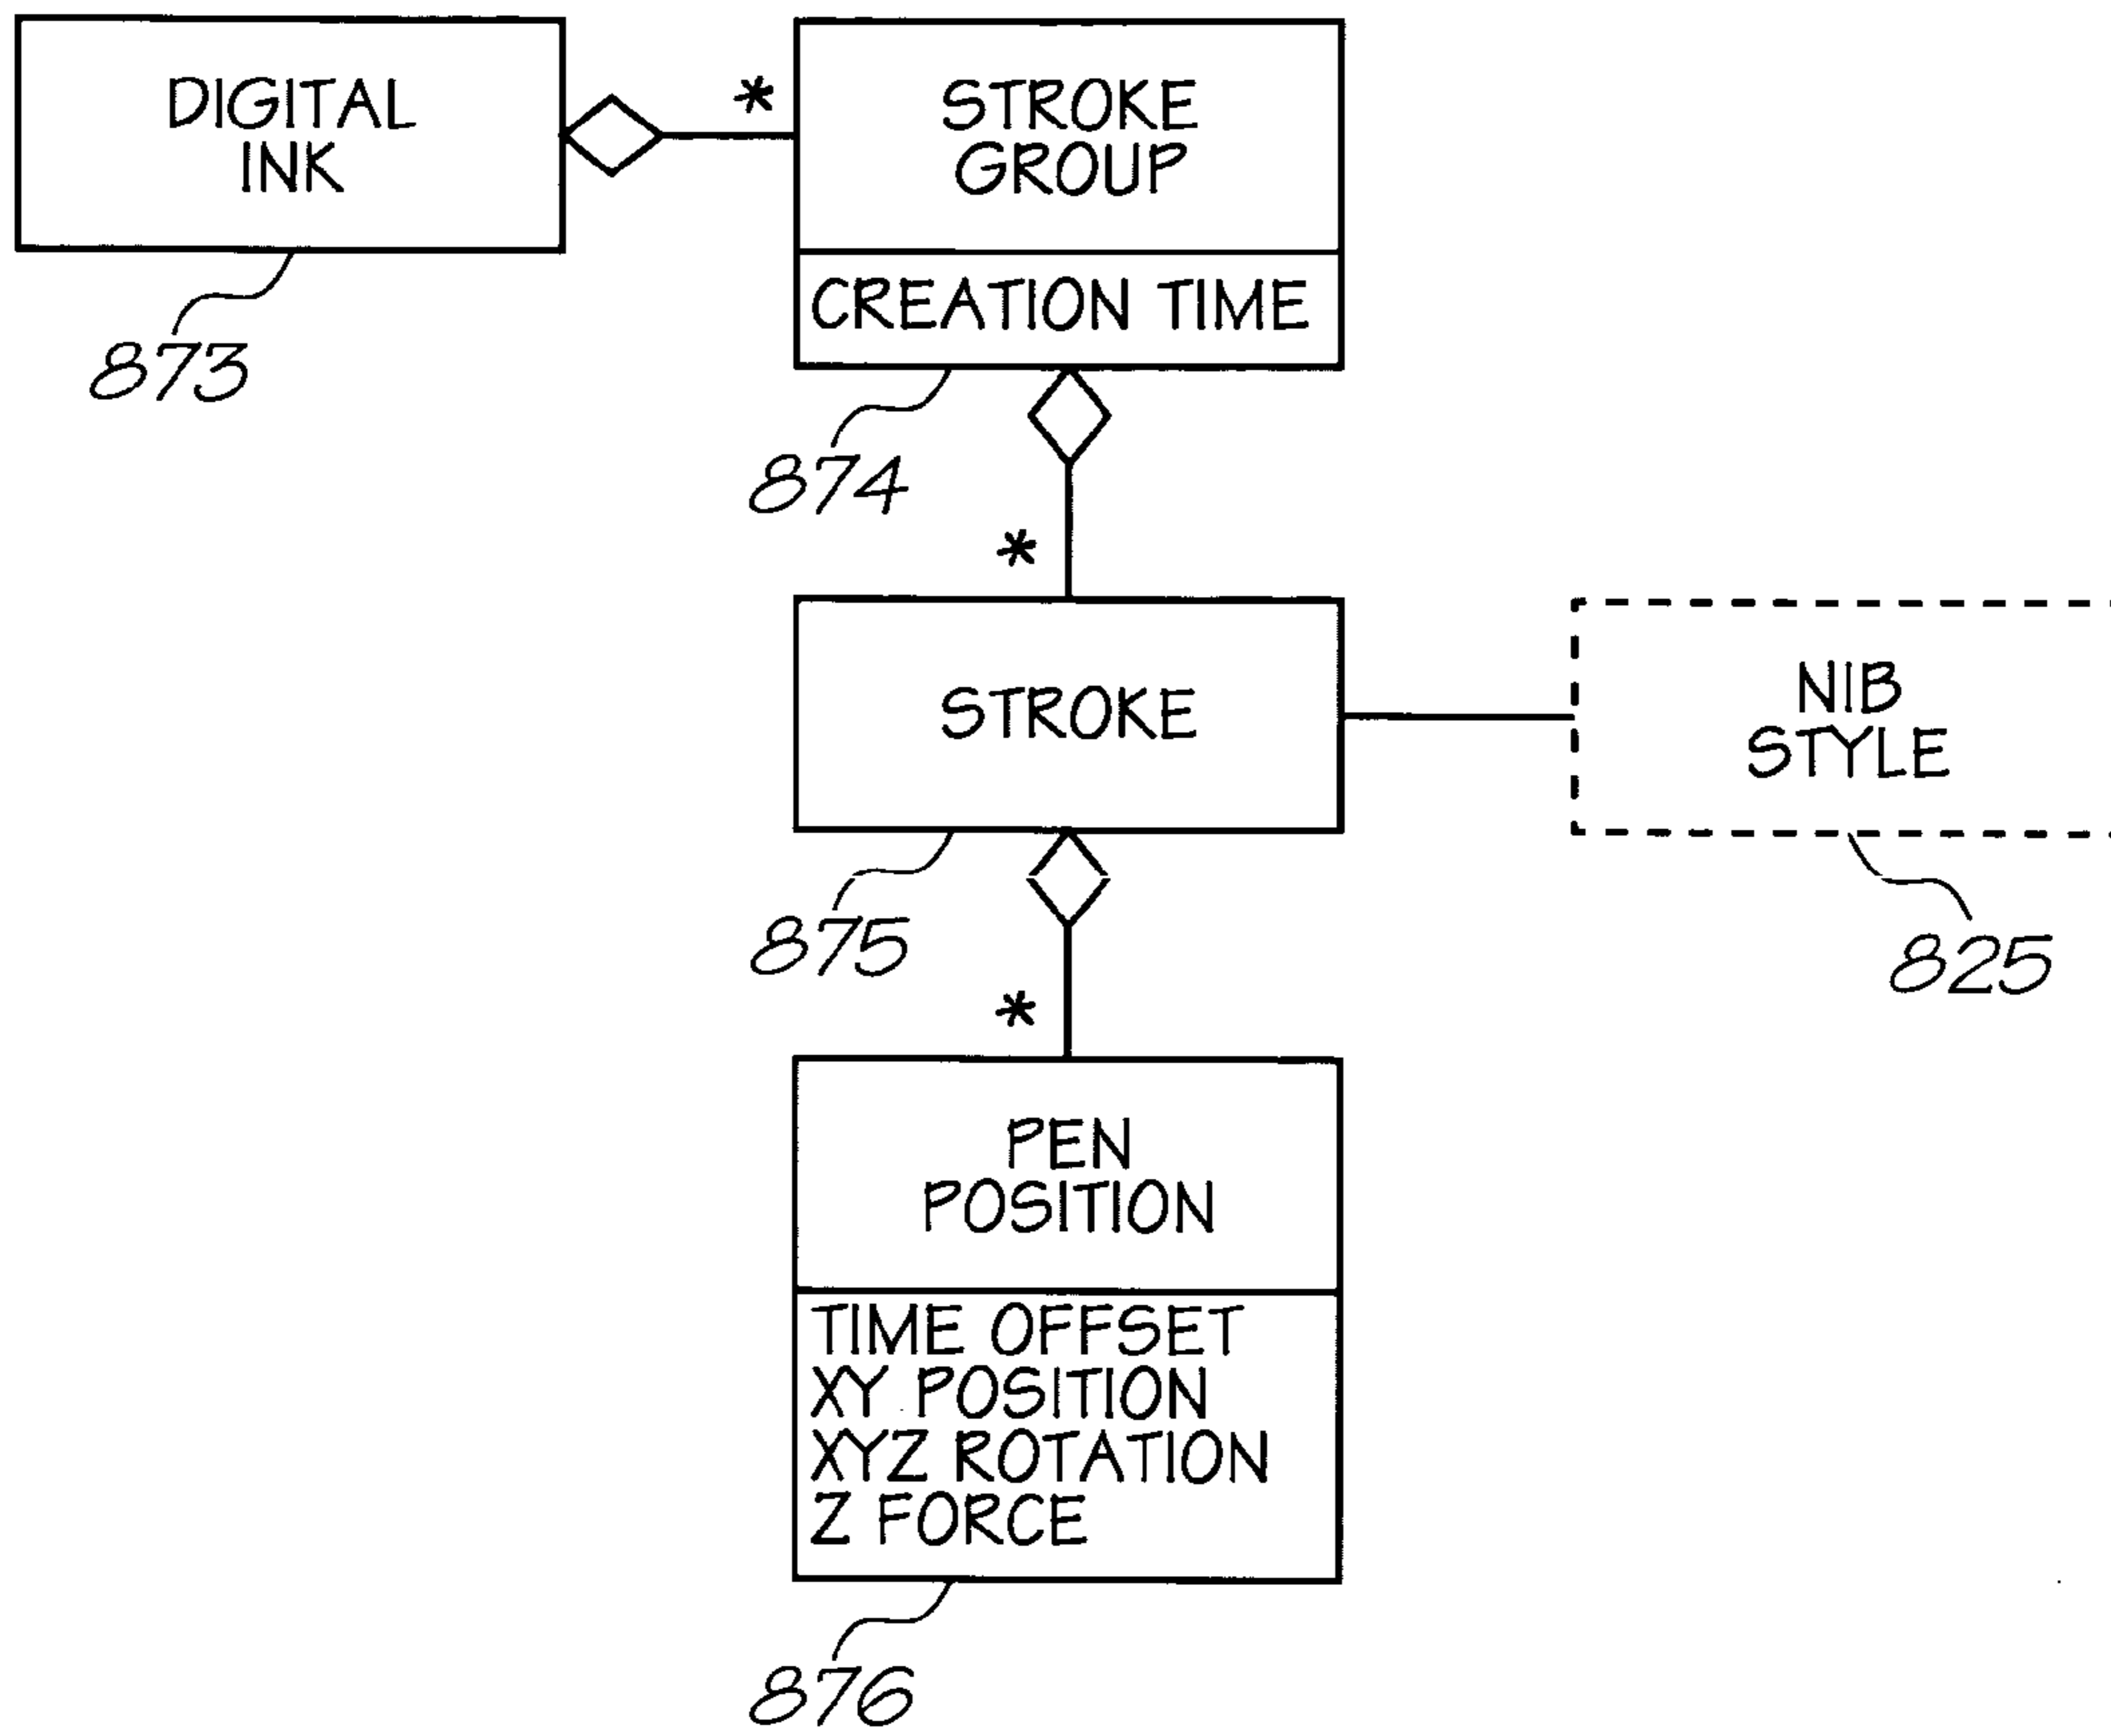 DIGITAL
INK
*
STROKE
GROUP
CREATION TIME
873
874
*
STROKE
NIB
STYLE
875
825
*
PEN
POSITION
TIME OFFSET
XY POSITION
XYZ ROTATION
Z FORCE
876